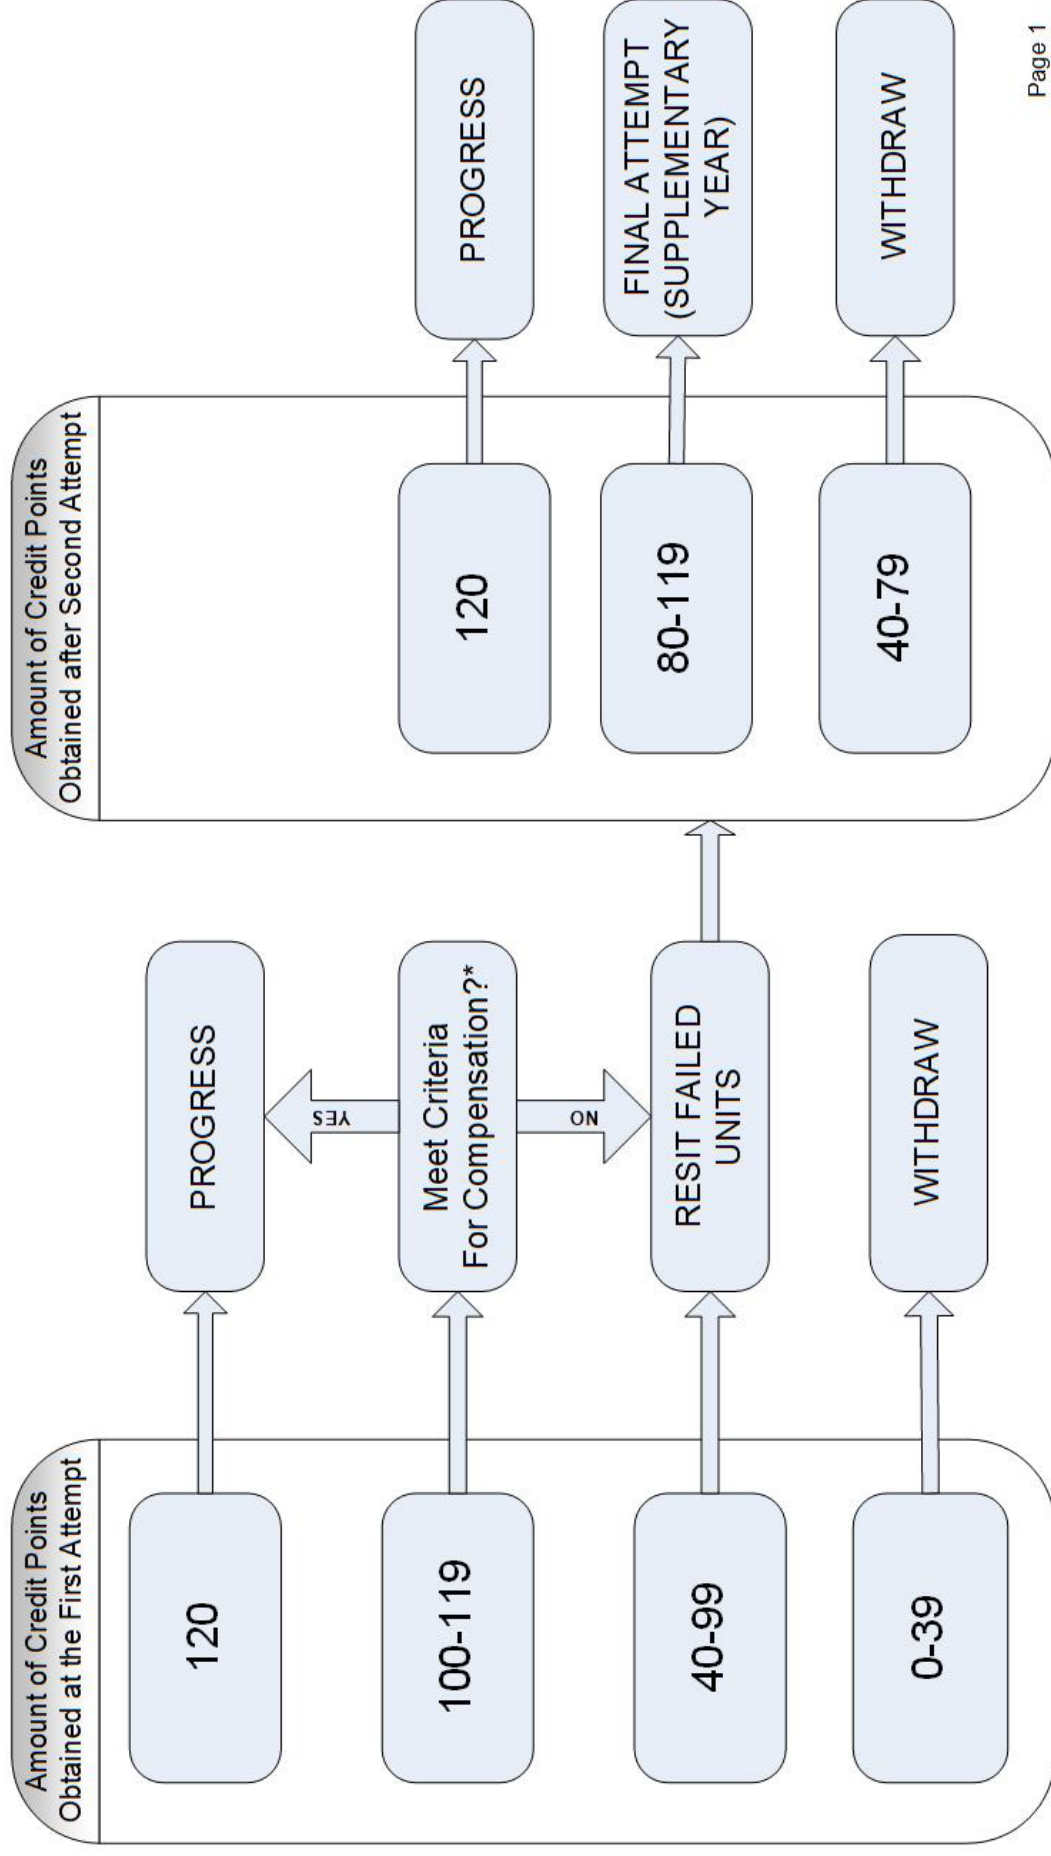 Amount of Credit Points
Obtained at the First Attempt
120
100-119
40-99
0-39
PROGRESS
YES
Meet Criteria
For Compensation?*
NO
RESIT FAILED
UNITS
WITHDRAW
Amount of Credit Points
Obtained after Second Attempt
120
80-119
40-79
PROGRESS
FINAL ATTEMPT
(SUPPLEMENTARY
YEAR)
WITHDRAW
Page 1